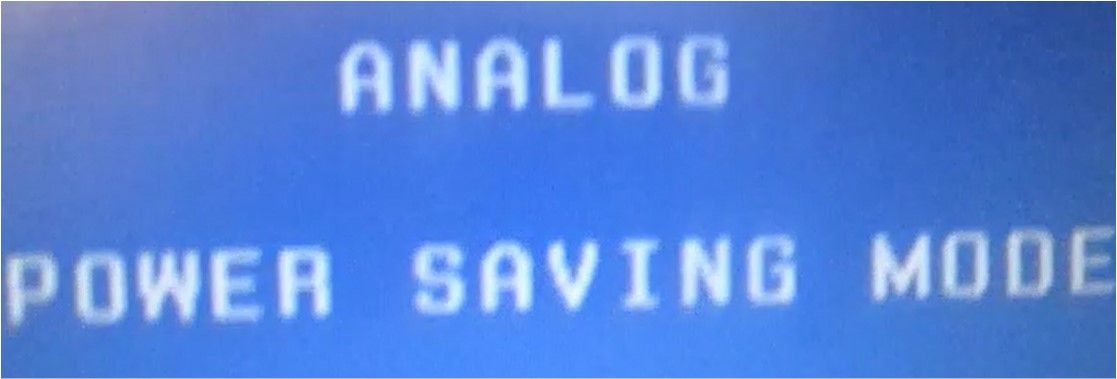 ANALOG
POWER SAVING MODE